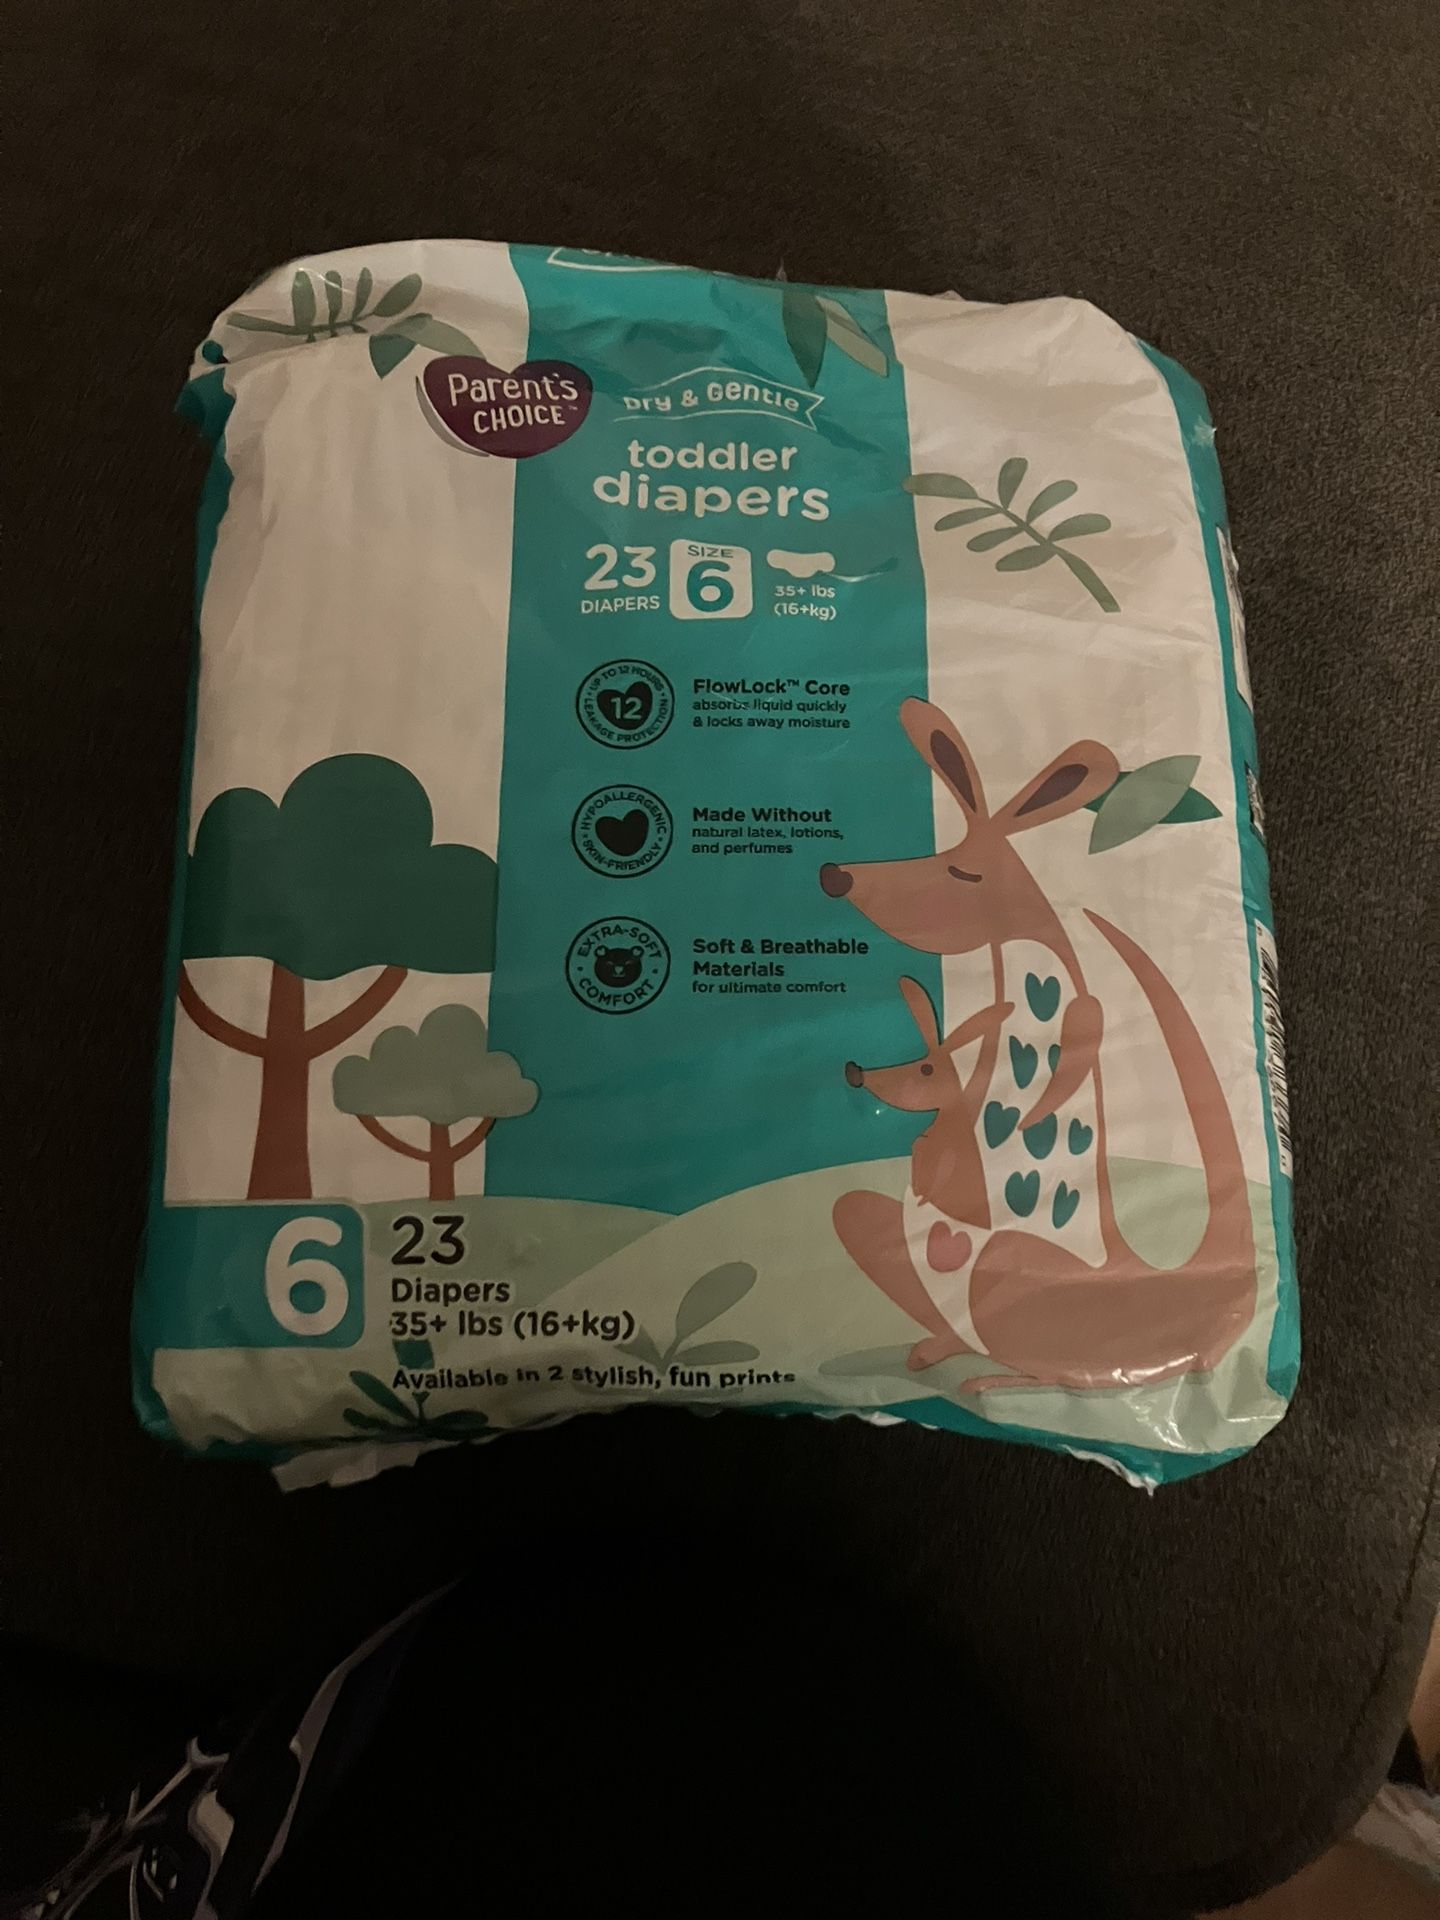 Parent's
CHOICE™
Dry & Gentle
toddler
diapers
23
DIAPERS
SIZE
6
35+ lbs
(16+kg)
UP TO 12 HOURS
LEAKAGE PROTECTION
12
FlowLock™ Core
absorbs liquid quickly
& locks away moisture
HYPOALLERGENIC
SKIN-FRIENDLY
Made Without
natural latex, lotions,
and perfumes
EXTRA-SOFT
COMFORT
Soft & Breathable
Materials
for ultimate comfort
6
23
Diapers
35+ lbs (16+kg)
Available in 2 stylish, fun prints